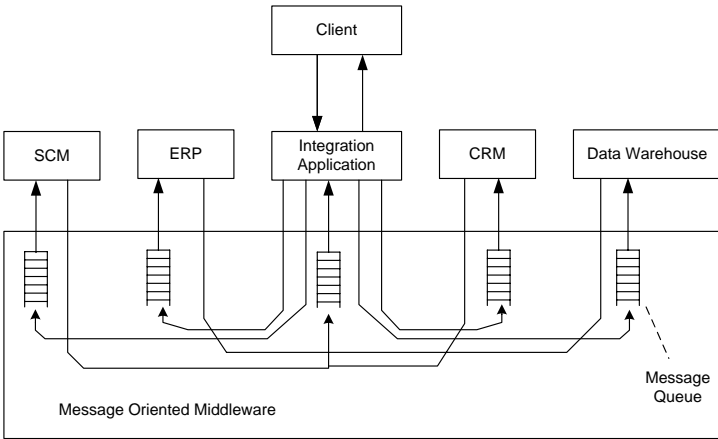 Client
SCM
ERP
Integration
Application
CRM
Data Warehouse
Message
Queue
Message Oriented Middleware